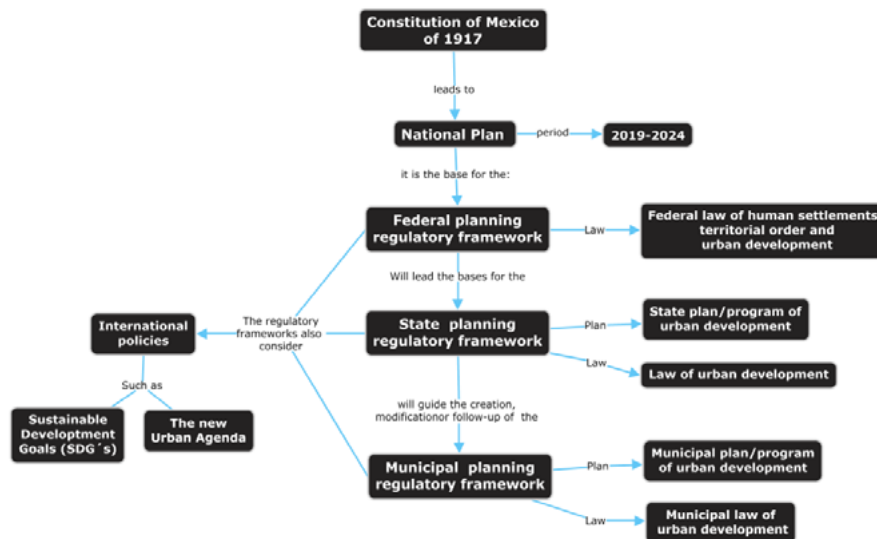 Constitution of Mexico
of 1917
leads to
National Plan
period
2019-2024
it is the base for the:
Federal planning
regulatory framework
Law
Federal law of human settlements,
territorial order and
urban development
Will lead the bases for the
International
policies
The regulatory
frameworks also
consider
State planning
regulatory framework
Plan
State plan/program of
urban development
Law
Law of urban development
Such as
Sustainable
Developtment
Goals (SDG´s)
The new
Urban Agenda
will guide the creation,
modificationor follow-up of the
Municipal planning
regulatory framework
Plan
Municipal plan/program
of urban development
Law
Municipal law of
urban development